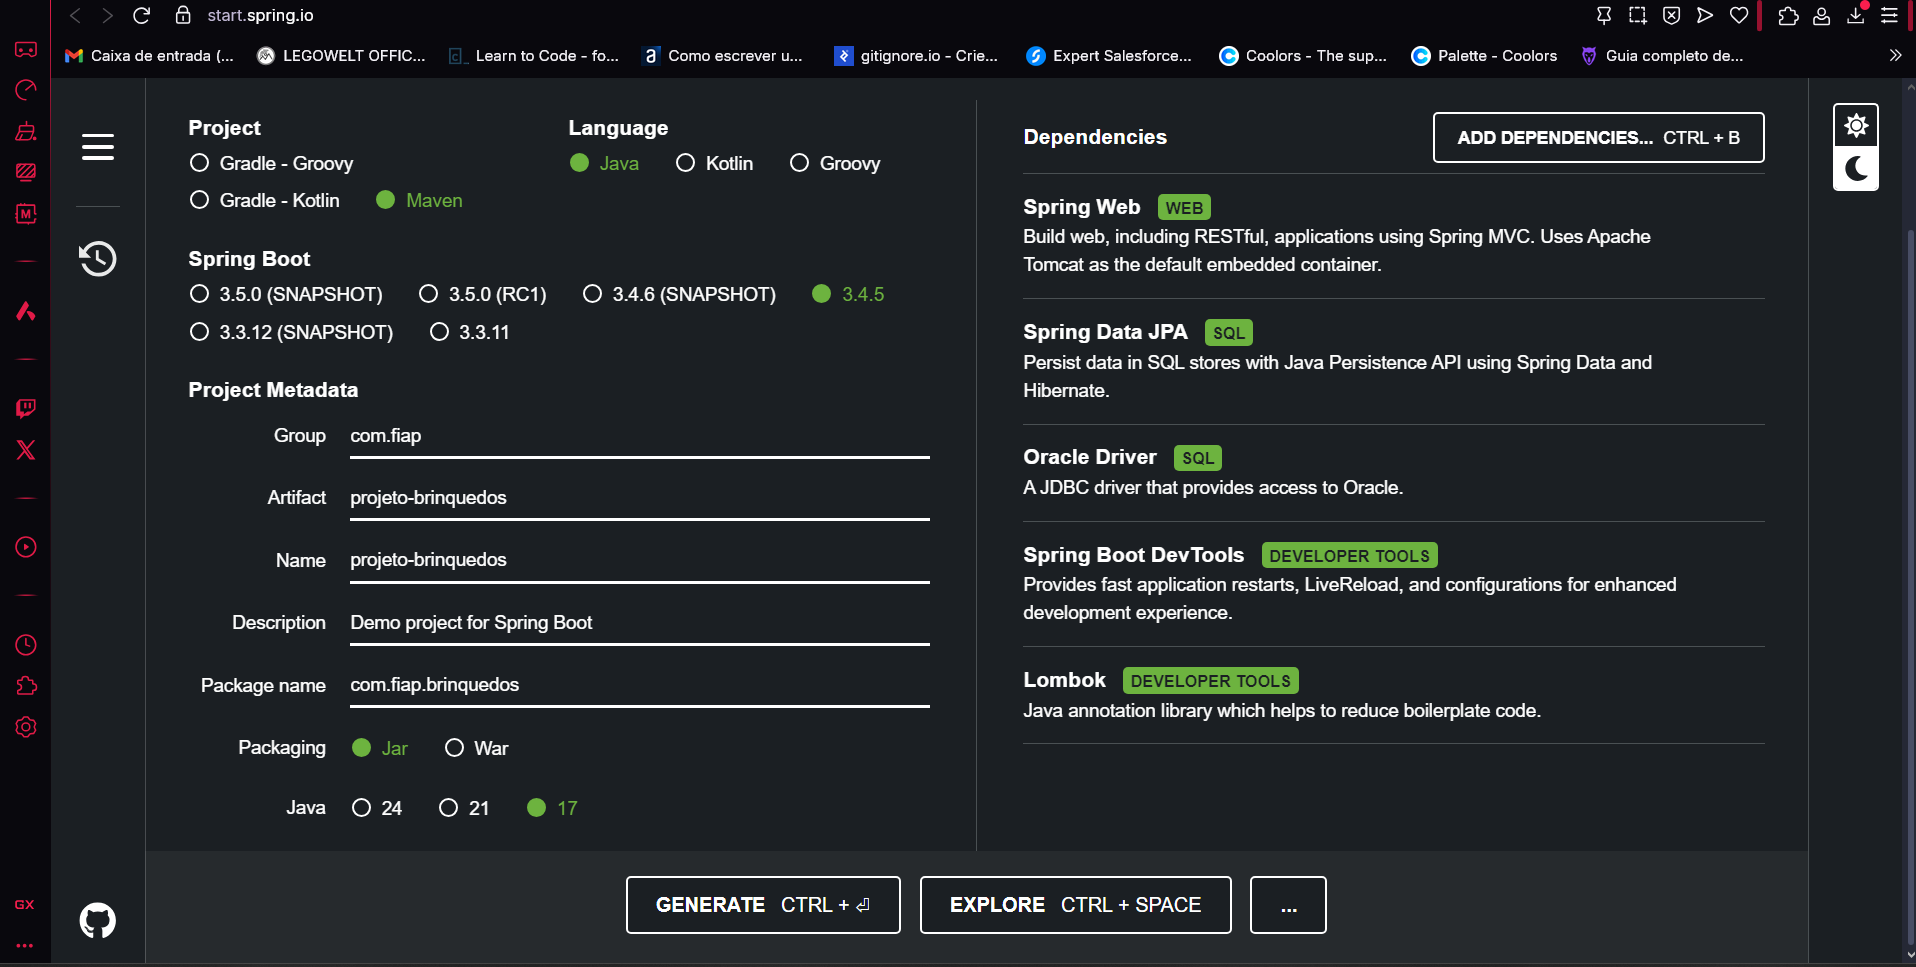 start.spring.io
Caixa de entrada (...
LEGOWELT OFFIC...
Learn to Code - fo...
Como escrever u...
gitignore.io - Crie...
Expert Salesforce...
Coolors - The sup...
Palette - Coolors
Guia completo de...
Project
Gradle - Groovy
Gradle - Kotlin
Maven
Language
Java
Kotlin
Groovy
Spring Boot
3.5.0 (SNAPSHOT)
3.5.0 (RC1)
3.4.6 (SNAPSHOT)
3.4.5
3.3.12 (SNAPSHOT)
3.3.11
Project Metadata
Group com.fiap
Artifact projeto-brinquedos
Name projeto-brinquedos
Description Demo project for Spring Boot
Package name com.fiap.brinquedos
Packaging Jar War
Java 24 21 17
Dependencies
ADD DEPENDENCIES... CTRL + B
Spring Web WEB
Build web, including RESTful, applications using Spring MVC. Uses Apache
Tomcat as the default embedded container.
Spring Data JPA SQL
Persist data in SQL stores with Java Persistence API using Spring Data and
Hibernate.
Oracle Driver SQL
A JDBC driver that provides access to Oracle.
Spring Boot DevTools DEVELOPER TOOLS
Provides fast application restarts, LiveReload, and configurations for enhanced
development experience.
Lombok DEVELOPER TOOLS
Java annotation library which helps to reduce boilerplate code.
GENERATE CTRL + ⏎
EXPLORE CTRL + SPACE
...
GX